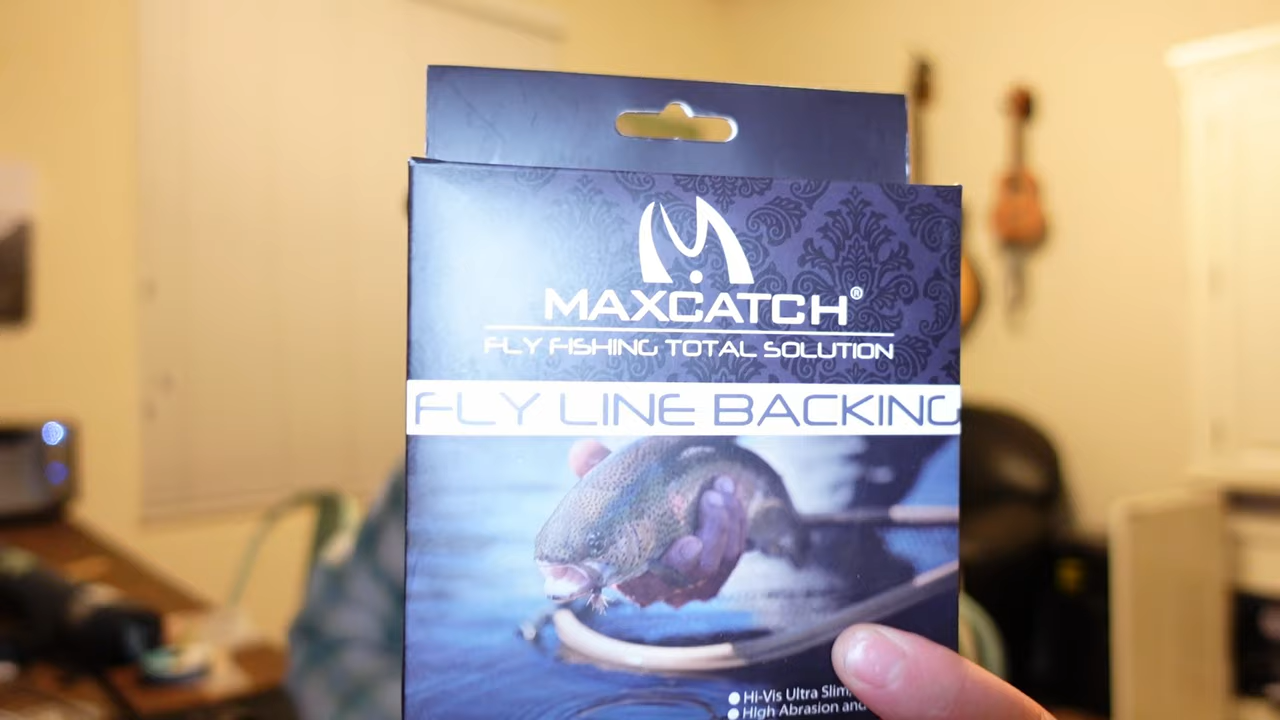 MAXCATCH®
FLY FISHING TOTAL SOLUTION
FLY LINE BACKING
● Hi-Vis Ultra Slim,
● High Abrasion and